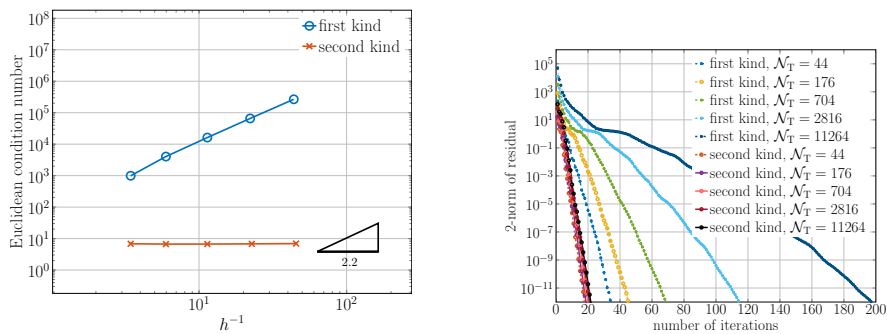 Euclidean condition number
10^8
10^7
10^6
10^5
10^4
10^3
10^2
10^1
10^0
first kind
second kind
2.2
10^1
10^2
h^{-1}
2-norm of residual
10^5
10^3
10^1
10^{-1}
10^{-3}
10^{-5}
10^{-7}
10^{-9}
10^{-11}
first kind, N_T = 44
first kind, N_T = 176
first kind, N_T = 704
first kind, N_T = 2816
first kind, N_T = 11264
second kind, N_T = 44
second kind, N_T = 176
second kind, N_T = 704
second kind, N_T = 2816
second kind, N_T = 11264
0 20 40 60 80 100 120 140 160 180 200
number of iterations